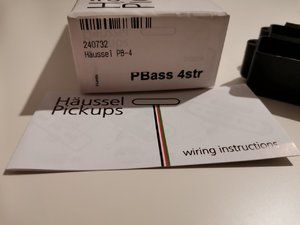 240732
Häussel PB-4
PBass 4str
Häussel
Pickups
wiring instructions